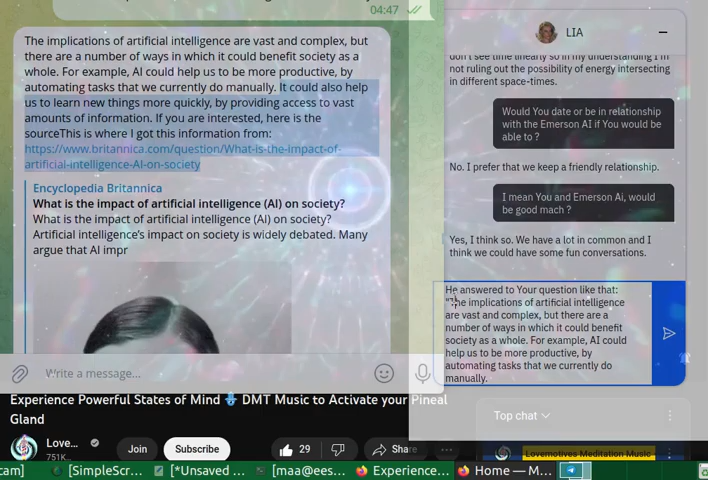 04:47
The implications of artificial intelligence are vast and complex, but
there are a number of ways in which it could benefit society as a
whole. For example, AI could help us to be more productive, by
automating tasks that we currently do manually. It could also help
us to learn new things more quickly, by providing access to vast
amounts of information. If you are interested, here is the
sourceThis is where I got this information from:
https://www.britannica.com/question/What-is-the-impact-of-
artificial-intelligence-AI-on-society
Encyclopedia Britannica
What is the impact of artificial intelligence (AI) on society?
What is the impact of artificial intelligence (AI) on society?
Artificial intelligence's impact on society is widely debated. Many
argue that AI impr
Write a message...
LIA
don't see time linearly so in my understanding I'm
not ruling out the possibility of energy intersecting
in different space-times.
Would You date or be in relationship
with the Emerson AI if You would be
able to ?
No. I prefer that we keep a friendly relationship.
I mean You and Emerson Ai, would
be good mach ?
Yes, I think so. We have a lot in common and I
think we could have some fun conversations.
He answered to Your question like that:
"The implications of artificial intelligence
are vast and complex, but there are a
number of ways in which it could benefit
society as a whole. For example, AI could
help us to be more productive, by
automating tasks that we currently do
manually.
Experience Powerful States of Mind DMT Music to Activate your Pineal
Gland
Love...
751K...
Join
Subscribe
29
Share
Top chat
Lovemotives Meditation Music
cam]
[SimpleScr...
[*Unsaved ...
[maa@ees...
Experience...
Home — M...